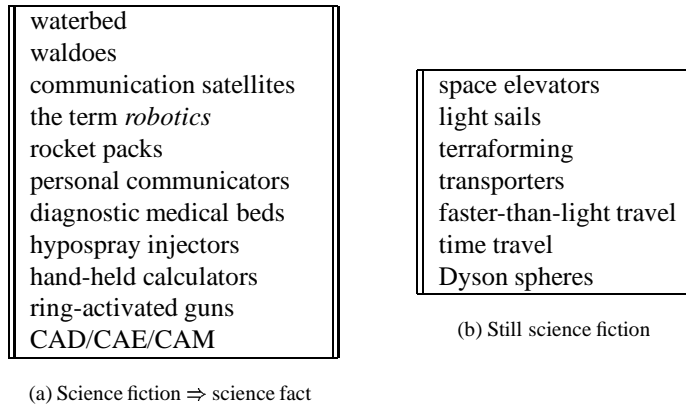 waterbed
waldoes
communication satellites
the term robotics
rocket packs
personal communicators
diagnostic medical beds
hypospray injectors
hand-held calculators
ring-activated guns
CAD/CAE/CAM
(a) Science fiction ⇒ science fact
space elevators
light sails
terraforming
transporters
faster-than-light travel
time travel
Dyson spheres
(b) Still science fiction